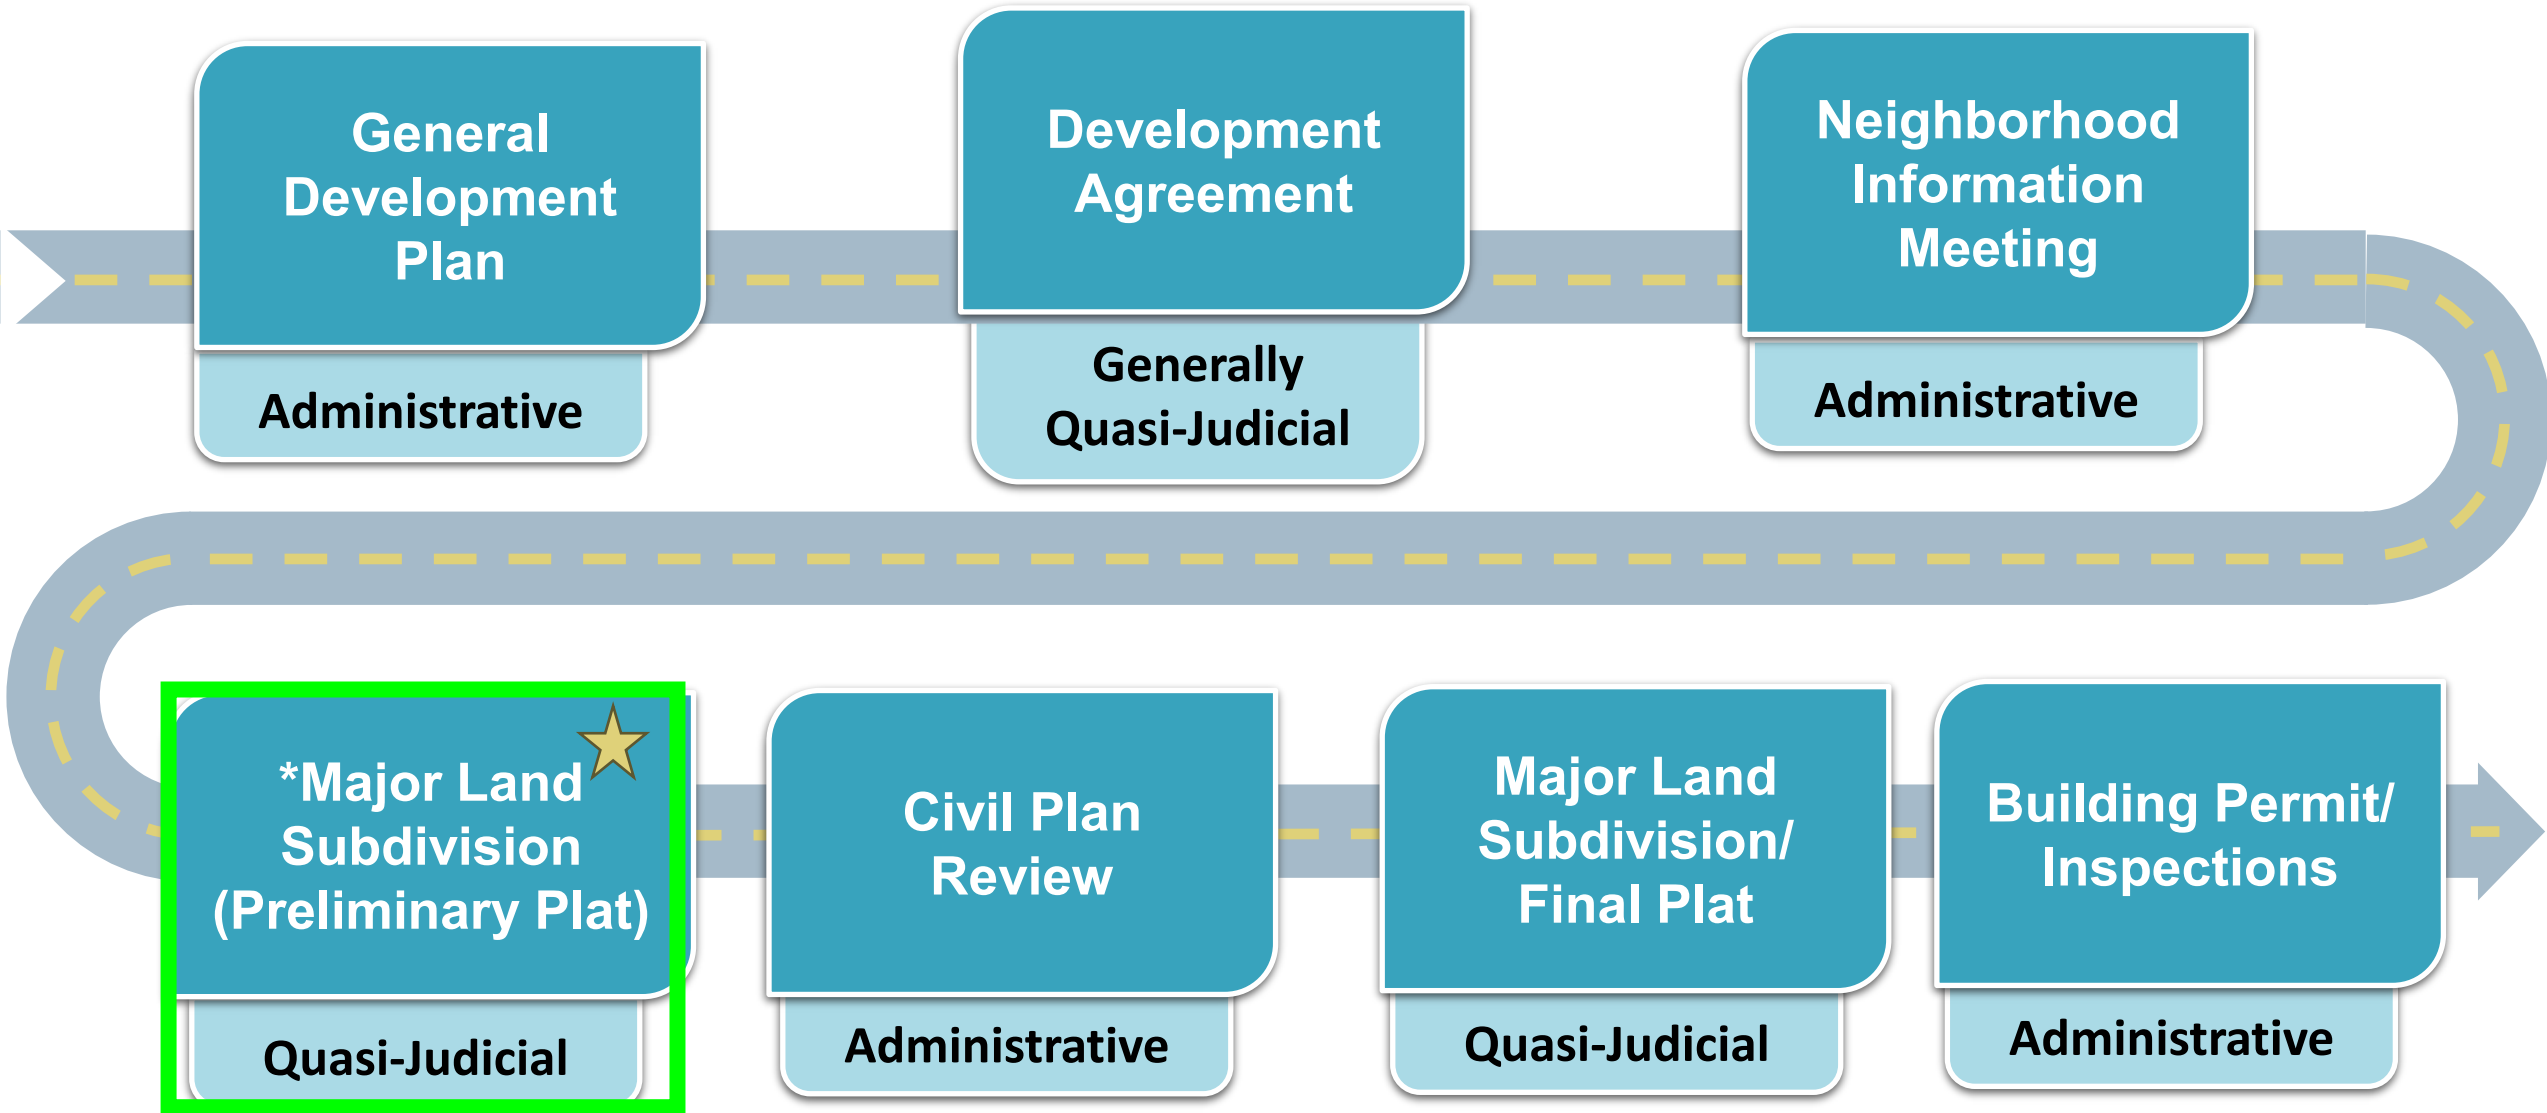 General
Development
Plan
Administrative
Development
Agreement
Generally
Quasi-Judicial
Neighborhood
Information
Meeting
Administrative
*Major Land
Subdivision
(Preliminary Plat)
Quasi-Judicial
Civil Plan
Review
Administrative
Major Land
Subdivision/
Final Plat
Quasi-Judicial
Building Permit/
Inspections
Administrative